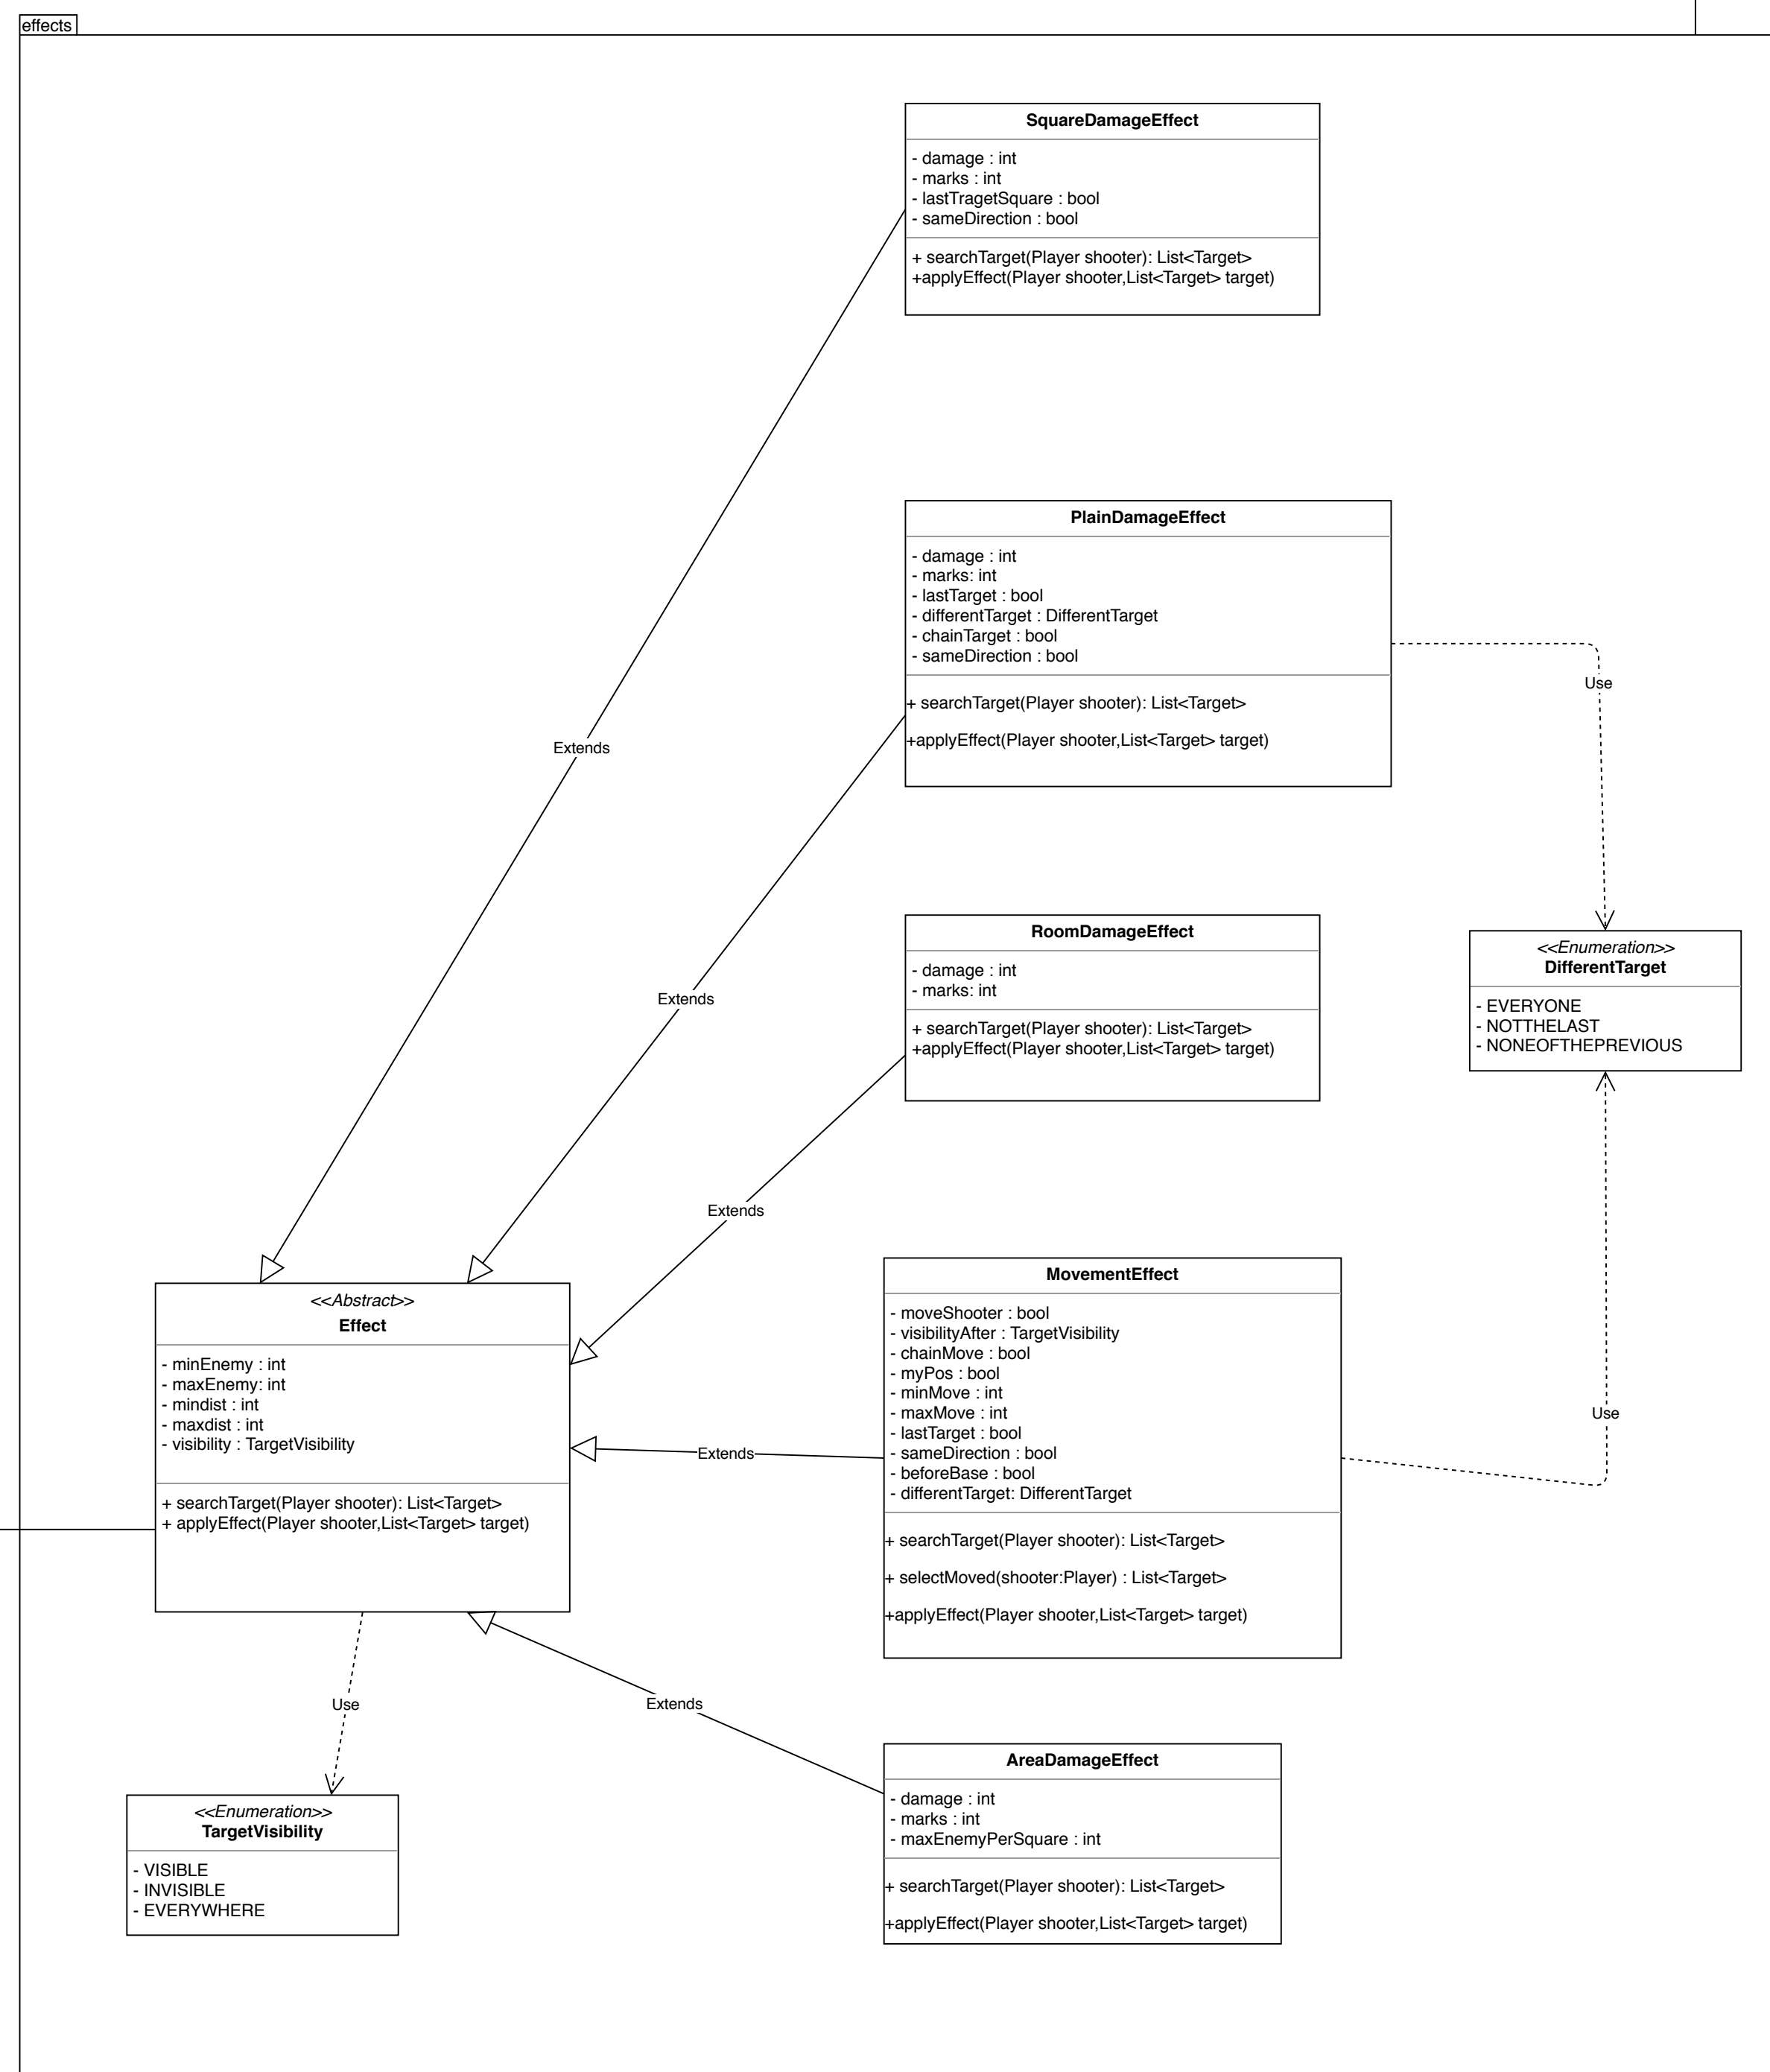 effects
SquareDamageEffect
- damage : int
- marks : int
- lastTragetSquare : bool
- sameDirection : bool
+ searchTarget(Player shooter): List<Target>
+applyEffect(Player shooter,List<Target> target)
PlainDamageEffect
- damage : int
- marks: int
- lastTarget : bool
- differentTarget : DifferentTarget
- chainTarget : bool
- sameDirection : bool
+ searchTarget(Player shooter): List<Target>
+applyEffect(Player shooter,List<Target> target)
Use
Extends
RoomDamageEffect
- damage : int
- marks: int
+ searchTarget(Player shooter): List<Target>
+applyEffect(Player shooter,List<Target> target)
<<Enumeration>>
DifferentTarget
- EVERYONE
- NOTTHELAST
- NONEOFTHEPREVIOUS
Extends
Extends
<<Abstract>>
Effect
- minEnemy : int
- maxEnemy: int
- mindist : int
- maxdist : int
- visibility : TargetVisibility
+ searchTarget(Player shooter): List<Target>
+ applyEffect(Player shooter,List<Target> target)
Extends
MovementEffect
- moveShooter : bool
- visibilityAfter : TargetVisibility
- chainMove : bool
- myPos : bool
- minMove : int
- maxMove : int
- lastTarget : bool
- sameDirection : bool
- beforeBase : bool
- differentTarget: DifferentTarget
+ searchTarget(Player shooter): List<Target>
+ selectMoved(shooter:Player) : List<Target>
+applyEffect(Player shooter,List<Target> target)
Use
Use
Extends
<<Enumeration>>
TargetVisibility
- VISIBLE
- INVISIBLE
- EVERYWHERE
AreaDamageEffect
- damage : int
- marks : int
- maxEnemyPerSquare : int
+ searchTarget(Player shooter): List<Target>
+applyEffect(Player shooter,List<Target> target)